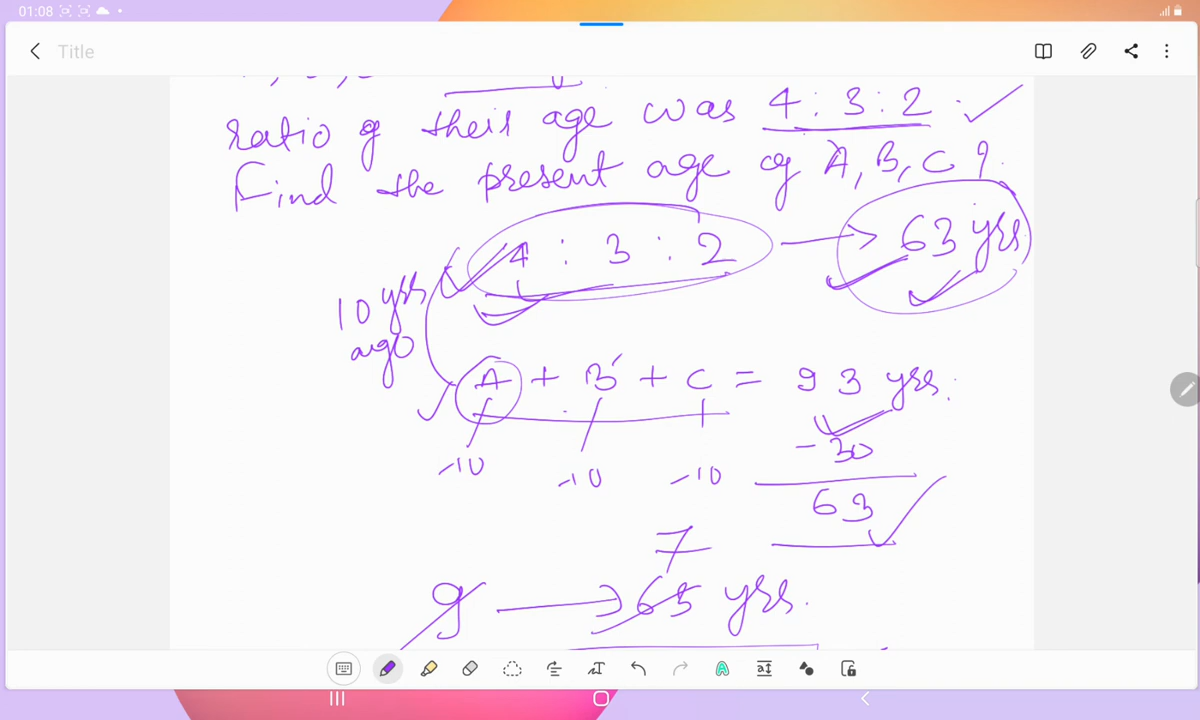 01:08
Title
ratio of their age was 4 : 3 : 2 .
Find the present age of A, B, C ?
4 : 3 : 2 → 63 yrs
10 yrs
ago
A + B + C = 93 yrs.
- 30
-10 -10 -10
63
7
9 → 63 yrs.